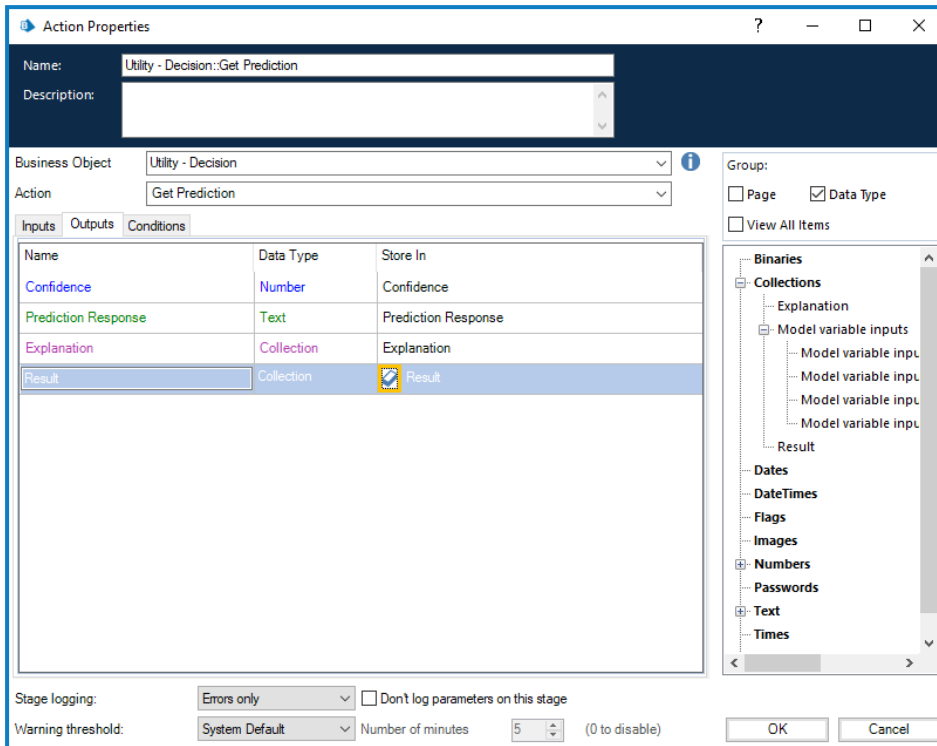 Action Properties
?
Name: Utility - Decision::Get Prediction
Description:
Business Object Utility - Decision
Action Get Prediction
Inputs Outputs Conditions
Name Data Type Store In
Confidence Number Confidence
Prediction Response Text Prediction Response
Explanation Collection Explanation
Result Collection Result
Group:
Page Data Type
View All Items
Binaries
Collections
Explanation
Model variable inputs
Model variable inpu
Model variable inpu
Model variable inpu
Model variable inpu
Result
Dates
DateTimes
Flags
Images
Numbers
Passwords
Text
Times
Stage logging: Errors only Don't log parameters on this stage
Warning threshold: System Default Number of minutes 5 (0 to disable)
OK Cancel